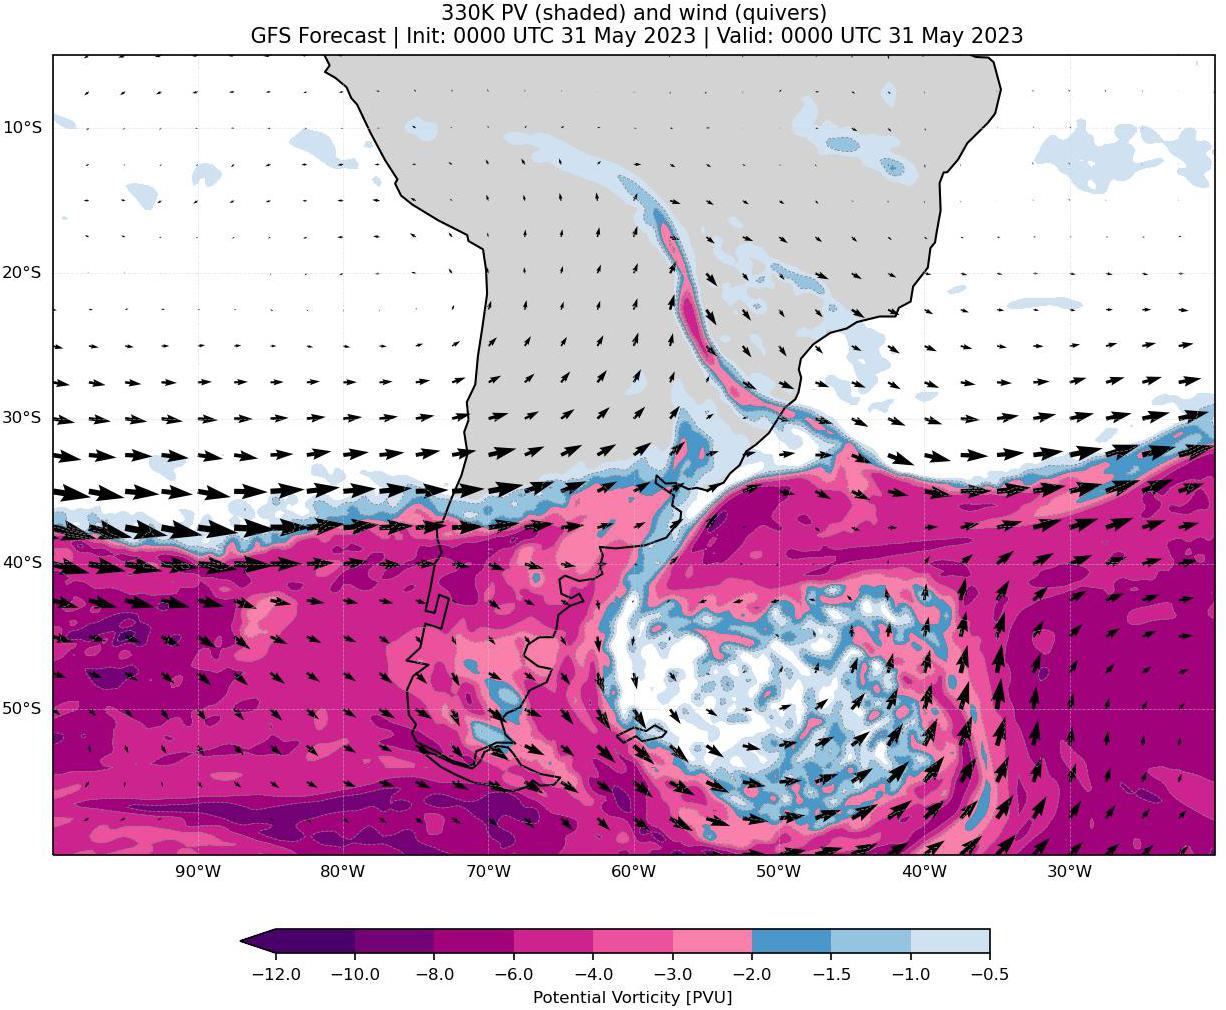 330K PV (shaded) and wind (quivers)
GFS Forecast | Init: 0000 UTC 31 May 2023 | Valid: 0000 UTC 31 May 2023
10°S
20°S
30°S
40°S
50°S
90°W 80°W 70°W 60°W 50°W 40°W 30°W
−12.0 −10.0 −8.0 −6.0 −4.0 −3.0 −2.0 −1.5 −1.0 −0.5
Potential Vorticity [PVU]